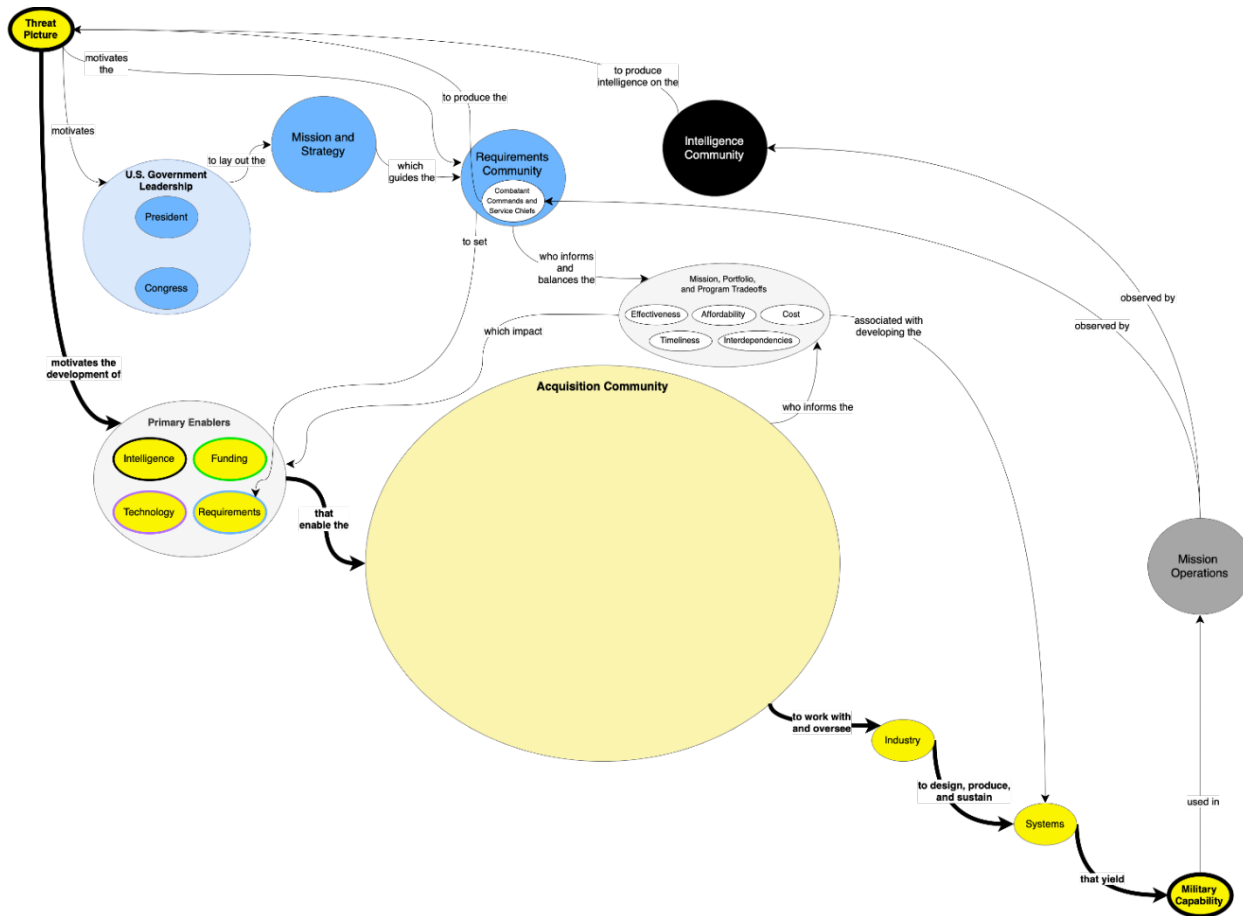 Threat
Picture
motivates
the
to produce
intelligence on the
to produce the
motivates
Mission and
Strategy
Intelligence
Community
to lay out the
which
guides the
Requirements
Community
Combatant
Commands and
Service Chiefs
U.S. Government
Leadership
President
Congress
to set
who informs
and
balances the
Mission, Portfolio,
and Program Tradeoffs
Effectiveness
Affordability
Cost
Timeliness
Interdependencies
which impact
associated with
developing the
observed by
observed by
motivates the
development of
Acquisition Community
who informs the
Primary Enablers
Intelligence
Funding
Technology
Requirements
that
enable the
Mission
Operations
to work with
and oversee
Industry
to design, produce,
and sustain
Systems
used in
that yield
Military
Capability